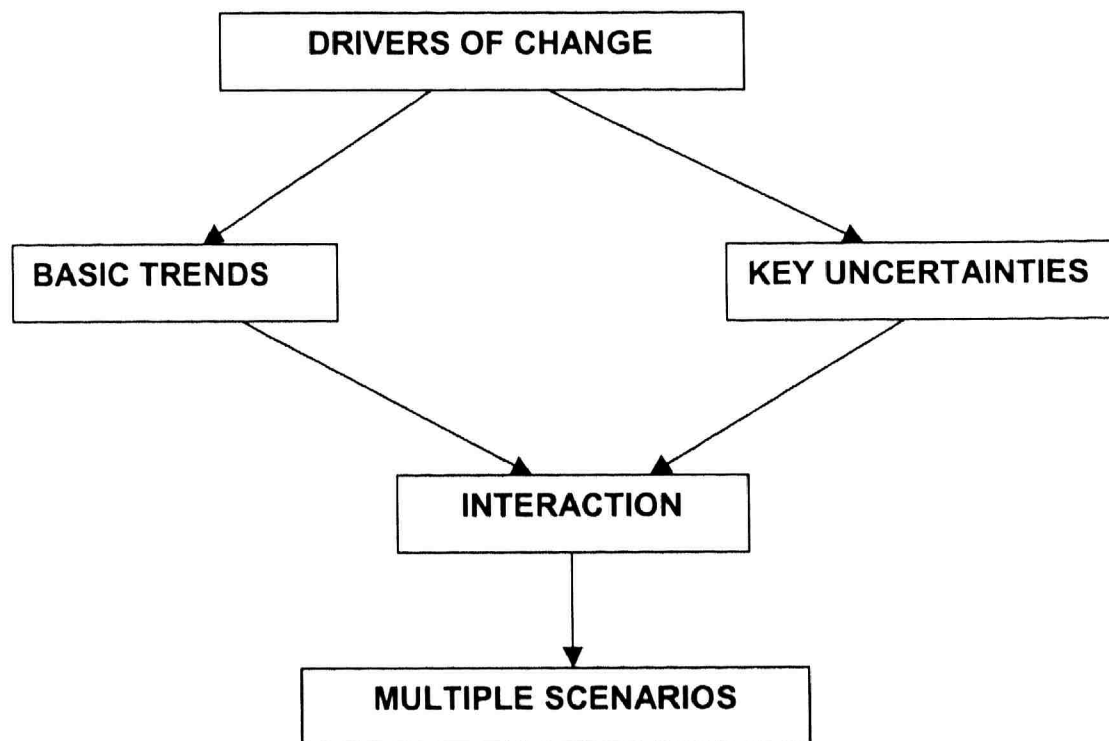 DRIVERS OF CHANGE
BASIC TRENDS
KEY UNCERTAINTIES
INTERACTION
MULTIPLE SCENARIOS